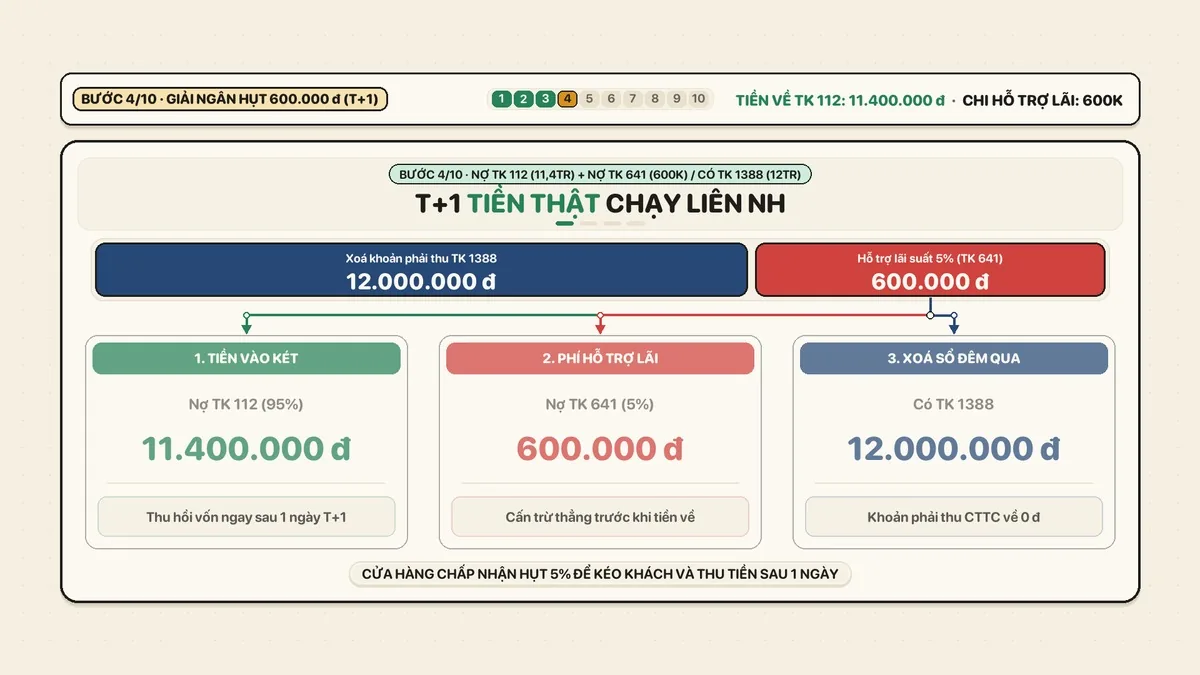 BƯỚC 4/10 · GIẢI NGÂN HỤT 600.000 đ (T+1)
1 2 3 4 5 6 7 8 9 10
TIỀN VỀ TK 112: 11.400.000 đ · CHI HỖ TRỢ LÃI: 600K
BƯỚC 4/10 · NỢ TK 112 (11,4TR) + NỢ TK 641 (600K) / CÓ TK 1388 (12TR)
T+1 TIỀN THẬT CHẠY LIÊN NH
Xoá khoản phải thu TK 1388
12.000.000 đ
Hỗ trợ lãi suất 5% (TK 641)
600.000 đ
1. TIỀN VÀO KÉT
Nợ TK 112 (95%)
11.400.000 đ
Thu hồi vốn ngay sau 1 ngày T+1
2. PHÍ HỖ TRỢ LÃI
Nợ TK 641 (5%)
600.000 đ
Cấn trừ thẳng trước khi tiền về
3. XOÁ SỔ ĐÊM QUA
Có TK 1388
12.000.000 đ
Khoản phải thu CTTC về 0 đ
CỬA HÀNG CHẤP NHẬN HỤT 5% ĐỂ KÉO KHÁCH VÀ THU TIỀN SAU 1 NGÀY